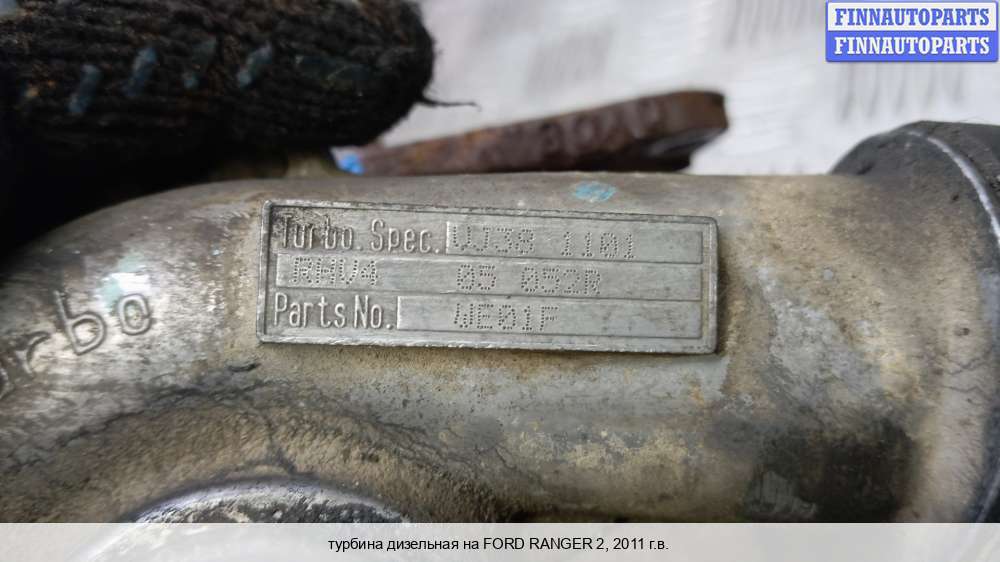 FINNAUTOPARTS
FINNAUTOPARTS
Turbo. Spec. VJ38 1101
RHV4 05 052R
Parts No. WE01F
urbo
турбина дизельная на FORD RANGER 2, 2011 г.в.